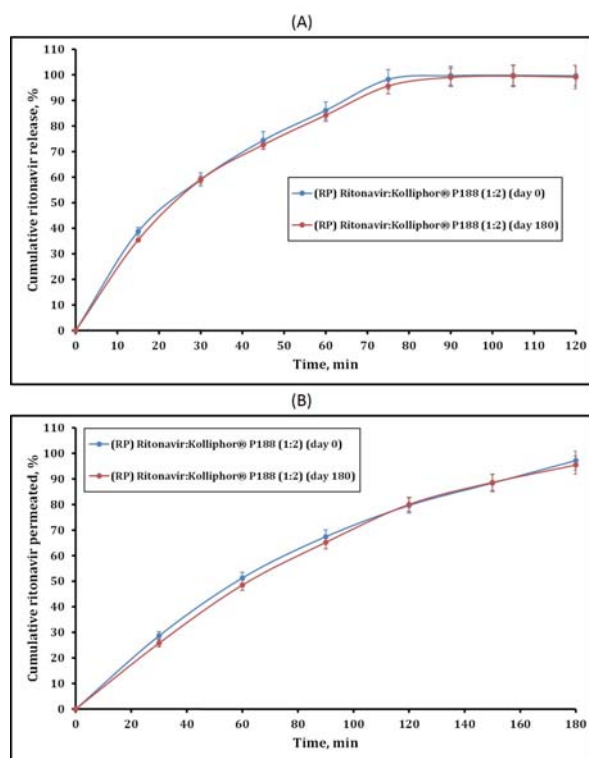 (A)
Cumulative ritonavir release, %
110
100
90
80
70
60
50
40
30
20
10
0
(RP) Ritonavir:Kolliphor® P188 (1:2) (day 0)
(RP) Ritonavir:Kolliphor® P188 (1:2) (day 180)
0 10 20 30 40 50 60 70 80 90 100 110 120
Time, min
(B)
Cumulative ritonavir permeated, %
110
100
90
80
70
60
50
40
30
20
10
0
(RP) Ritonavir:Kolliphor® P188 (1:2) (day 0)
(RP) Ritonavir:Kolliphor® P188 (1:2) (day 180)
0 20 40 60 80 100 120 140 160 180
Time, min